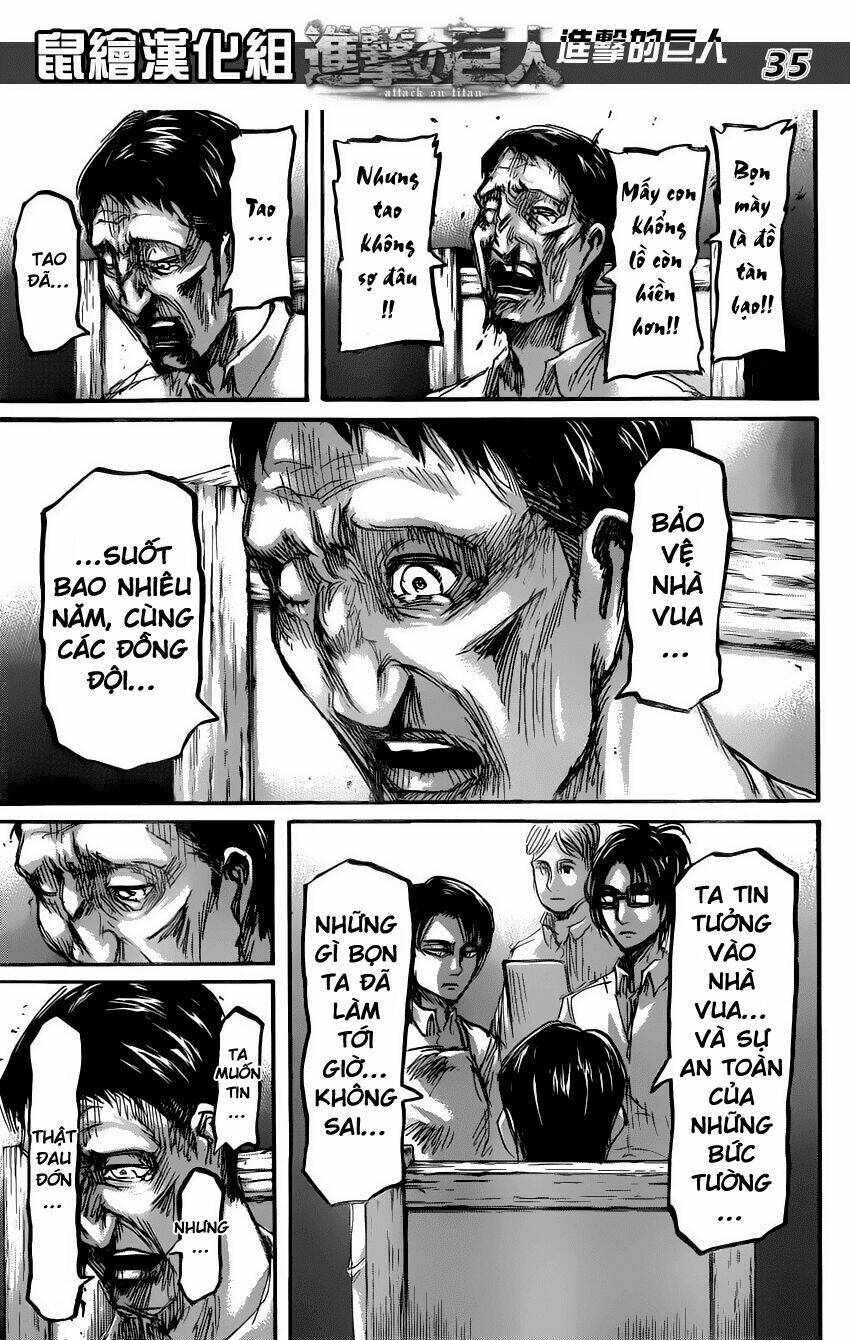 鼠繪漢化組
進撃の巨人
attack on titan
進擊的巨人
35
BỌN
MÀY
LÀ ĐỒ
TÀN
BẠO!!
MẤY CON
KHỔNG
LỒ CÒN
HIỀN
HƠN!!
NHƯNG
TAO
KHÔNG
SỢ ĐÂU
!!
TAO
...
TAO
ĐÃ...
BẢO
VỆ
NHÀ
VUA
...
...SUỐT
BAO NHIÊU
NĂM, CÙNG
CÁC ĐỒNG
ĐỘI...
TA TIN
TƯỞNG
VÀO
NHÀ
VUA...
VÀ SỰ
AN TOÀN
CỦA
NHỮNG
BỨC
TƯỜNG
...
NHỮNG
GÌ BỌN
TA ĐÃ
LÀM
TỚI
GIỜ...
KHÔNG
SAI...
TA
MUỐN
TIN
...
NHƯNG
...
THẬT
ĐAU
ĐỚN
...